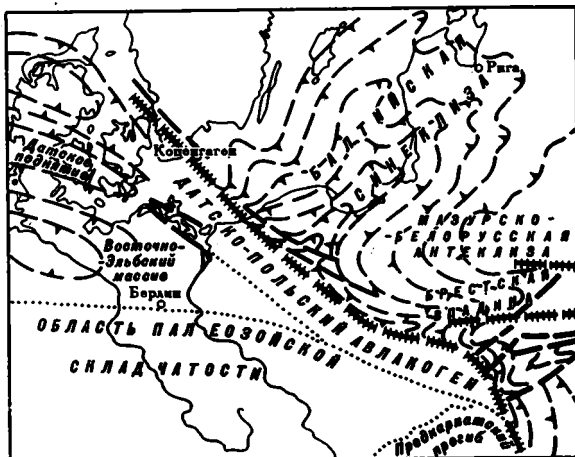 Рига
БАЛТИЙСКАЯ
СИНЕКЛИЗА
Копенгаген
Датское
поднятие
ДАТСКО-ПОЛЬСКИЙ АВЛАКОГЕН
МАЗУРСКО-
БЕЛОРУССКАЯ
АНТЕКЛИЗА
Восточно-
Эльбский
массив
БРЕСТСКАЯ
ВПАДИНА
Берлин
ОБЛАСТЬ ПАЛЕОЗОЙСКОЙ
СКЛАДЧАТОСТИ
Предкарпатский
прогиб